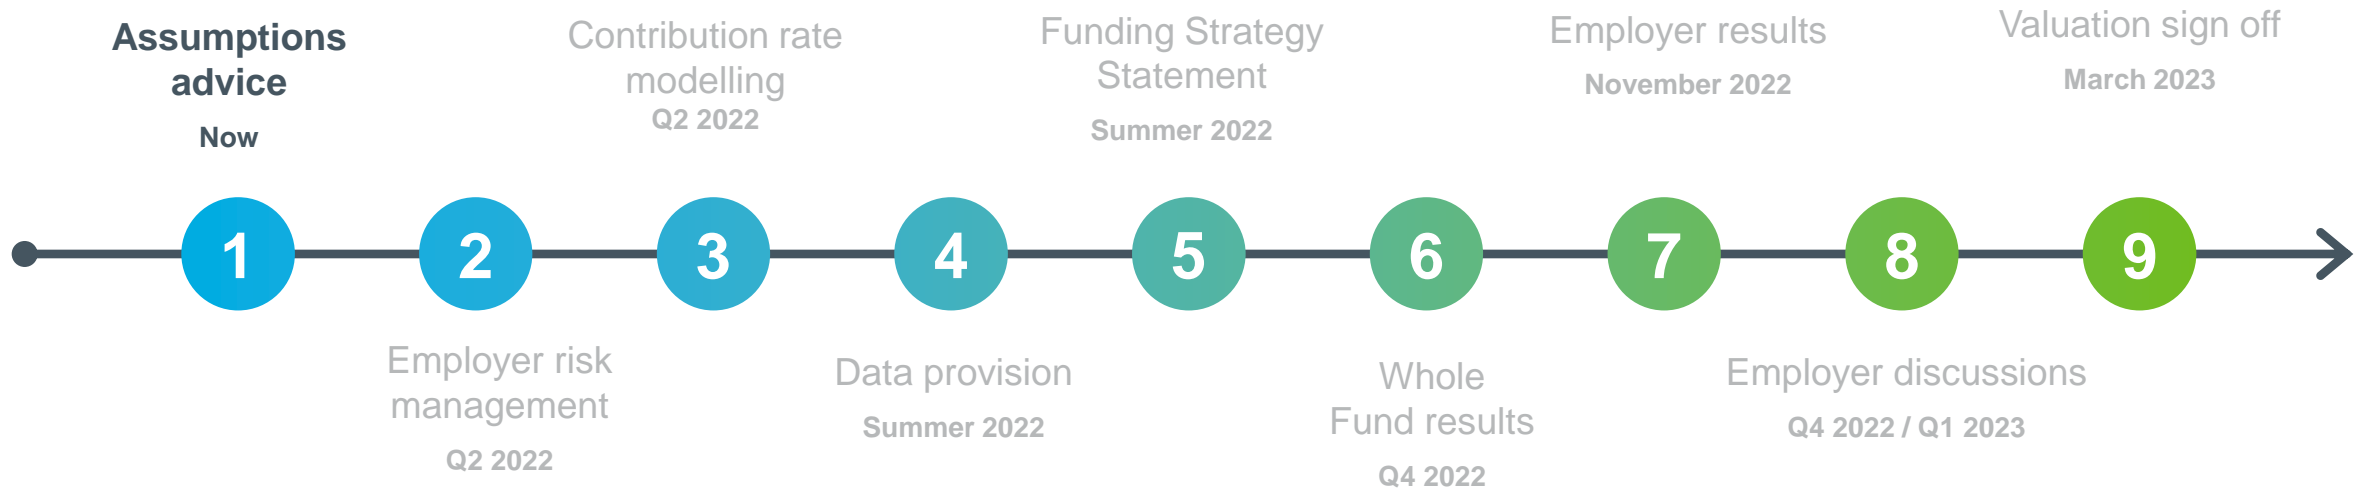 Assumptions
advice
Now
Contribution rate
modelling
Q2 2022
Funding Strategy
Statement
Summer 2022
Employer results
November 2022
Valuation sign off
March 2023
1
2
3
4
5
6
7
8
9
Employer risk
management
Q2 2022
Data provision
Summer 2022
Whole
Fund results
Q4 2022
Employer discussions
Q4 2022 / Q1 2023